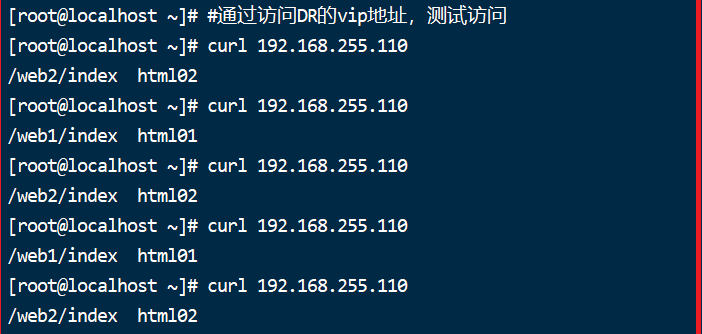 [root@localhost ~]# #通过访问DR的vip地址，测试访问
[root@localhost ~]# curl 192.168.255.110
/web2/index  html02
[root@localhost ~]# curl 192.168.255.110
/web1/index  html01
[root@localhost ~]# curl 192.168.255.110
/web2/index  html02
[root@localhost ~]# curl 192.168.255.110
/web1/index  html01
[root@localhost ~]# curl 192.168.255.110
/web2/index  html02